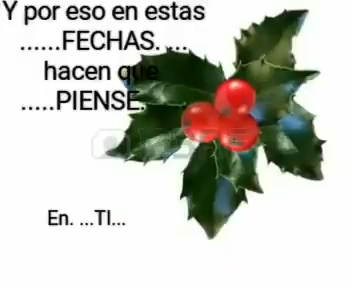 Y por eso en estas
......FECHAS. ...
hacen que
.....PIENSE.
En. ...TI...